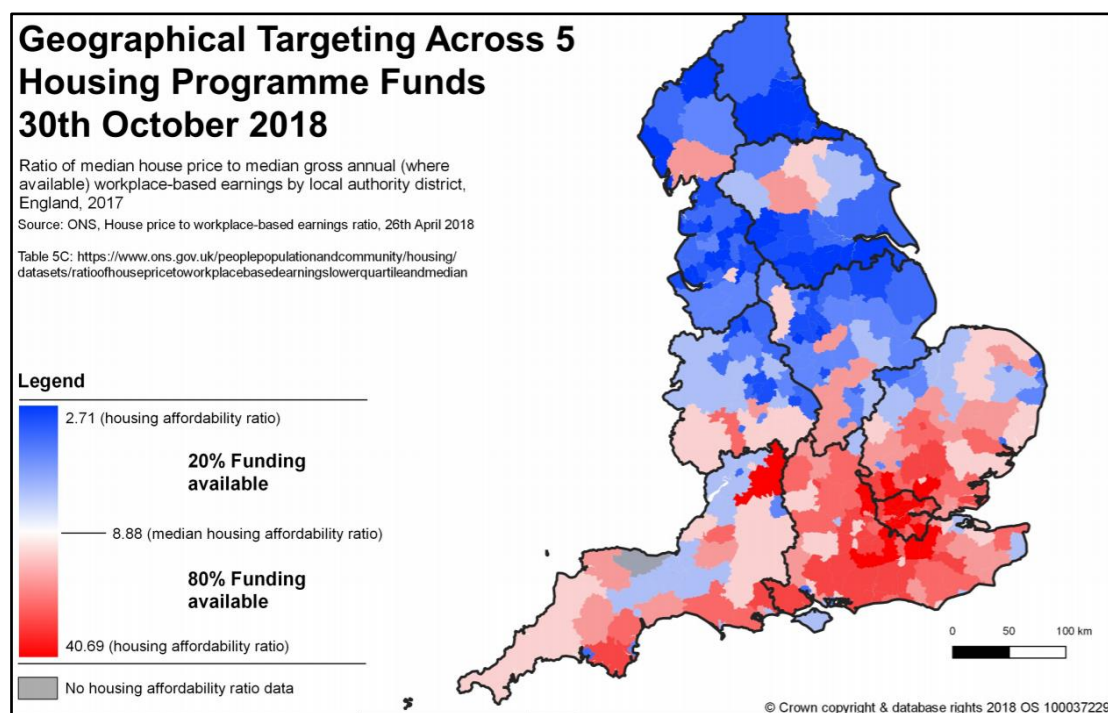 Geographical Targeting Across 5
Housing Programme Funds
30th October 2018
Ratio of median house price to median gross annual (where
available) workplace-based earnings by local authority district,
England, 2017
Source: ONS, House price to workplace-based earnings ratio, 26th April 2018
Table 5C: https://www.ons.gov.uk/peoplepopulationandcommunity/housing/
datasets/ratioofhousepricetoworkplacebasedearningslowerquartileandmedian
Legend
2.71 (housing affordability ratio)
20% Funding
available
8.88 (median housing affordability ratio)
80% Funding
available
40.69 (housing affordability ratio)
No housing affordability ratio data
0 50 100 km
© Crown copyright & database rights 2018 OS 100037229